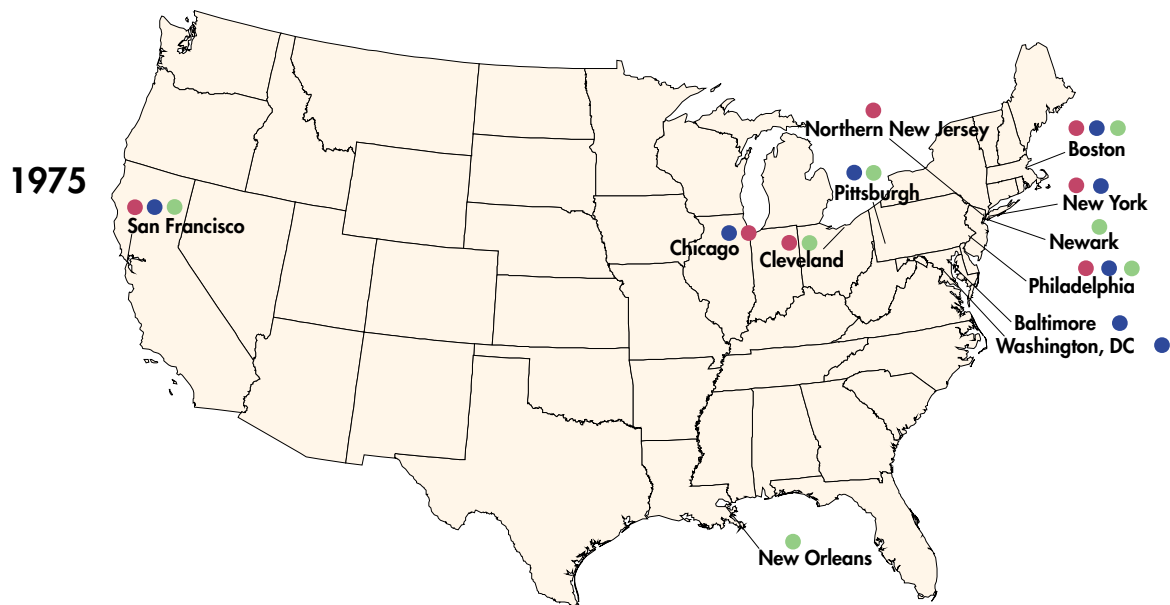 1975
Northern New Jersey
Boston
Pittsburgh
New York
San Francisco
Newark
Chicago
Cleveland
Philadelphia
Baltimore
Washington, DC
New Orleans